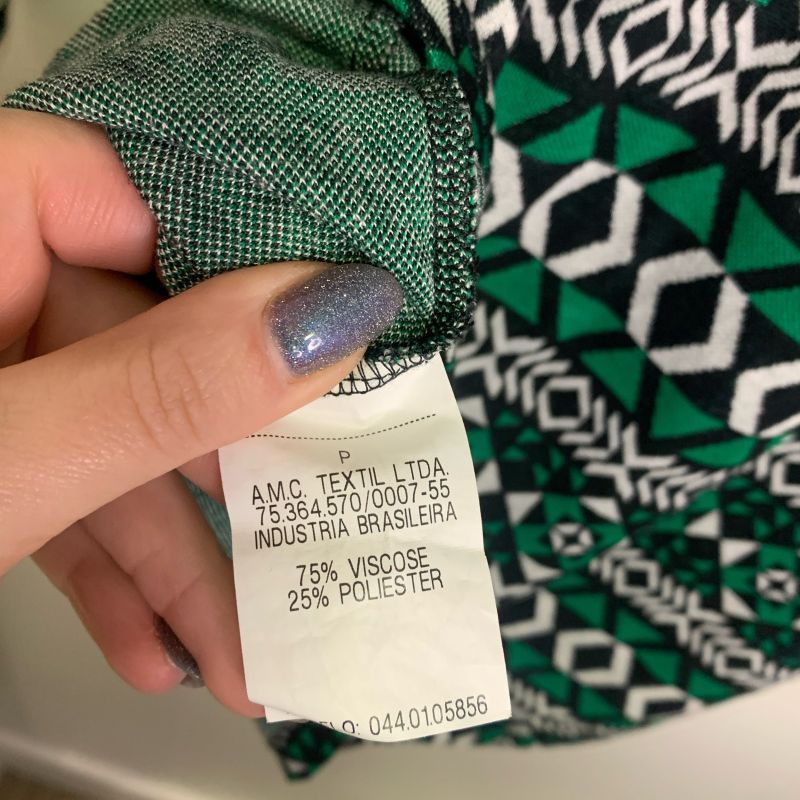 P
A.M.C. TEXTIL LTDA.
75.364.570/0007-55
INDUSTRIA BRASILEIRA
75% VISCOSE
25% POLIESTER
044.01.05856